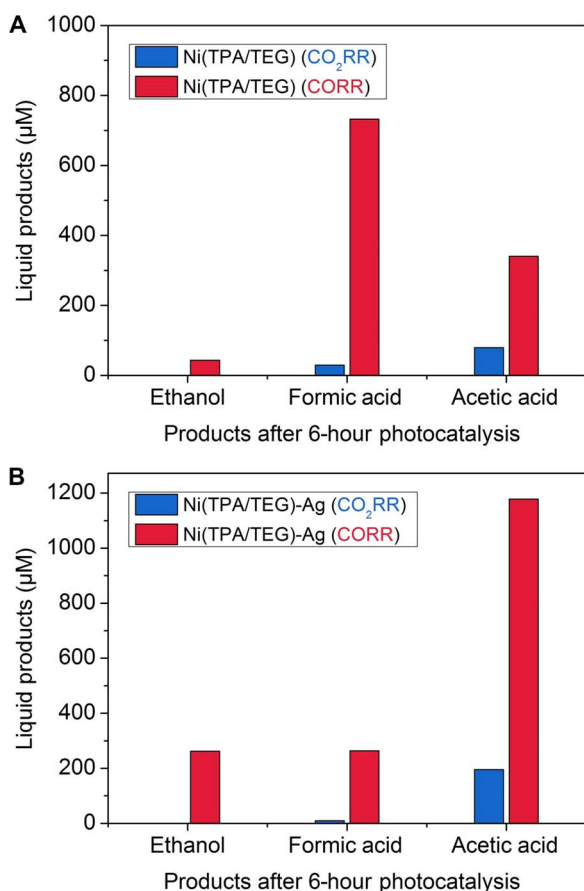 A
1000
800
600
400
200
0
Liquid products (μM)
Ni(TPA/TEG) (CO₂RR)
Ni(TPA/TEG) (CORR)
Ethanol Formic acid Acetic acid
Products after 6-hour photocatalysis
B
1200
1000
800
600
400
200
0
Liquid products (μM)
Ni(TPA/TEG)-Ag (CO₂RR)
Ni(TPA/TEG)-Ag (CORR)
Ethanol Formic acid Acetic acid
Products after 6-hour photocatalysis